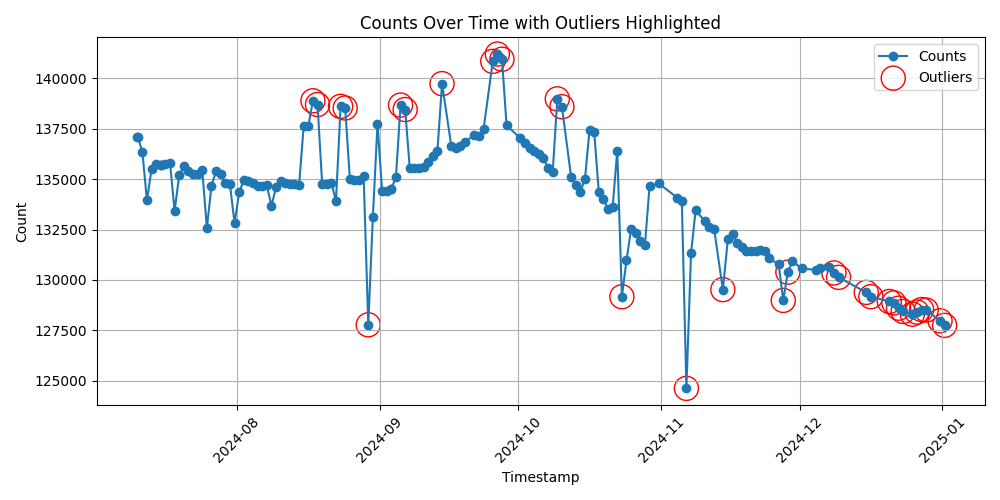 Counts Over Time with Outliers Highlighted
Count
140000
137500
135000
132500
130000
127500
125000
Counts
Outliers
2024-08
2024-09
2024-10
2024-11
2024-12
2025-01
Timestamp